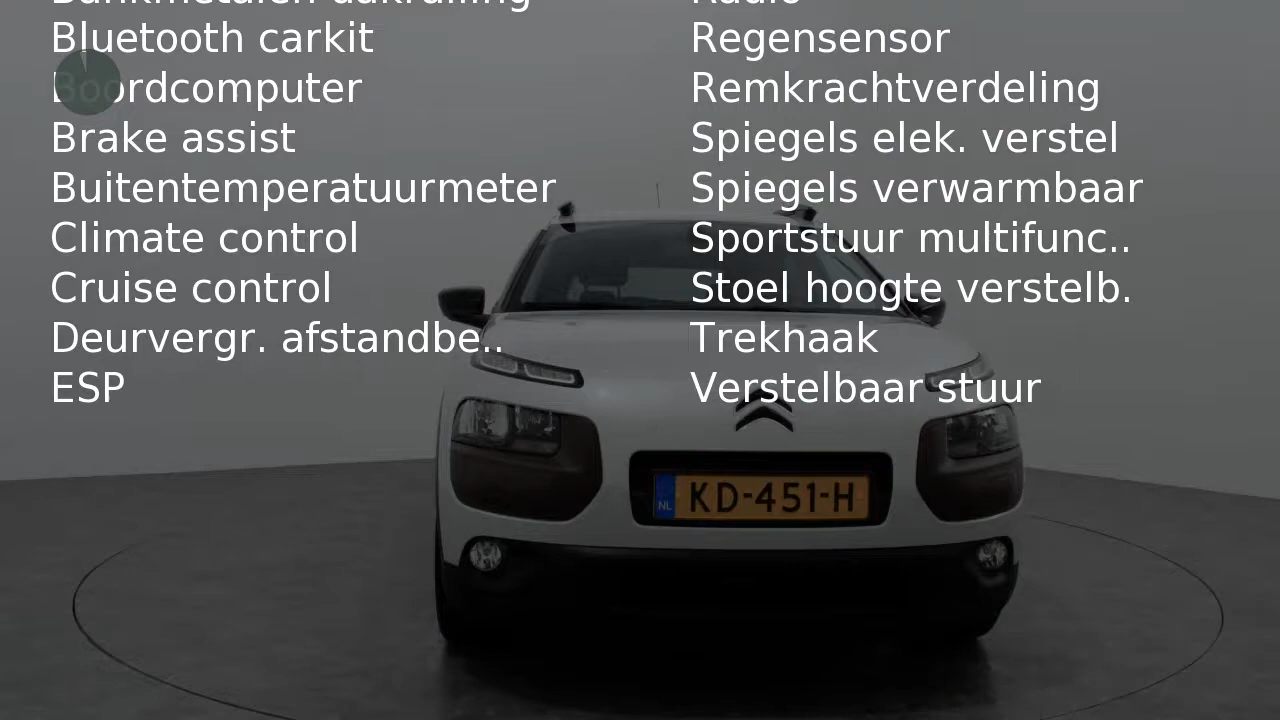 Bluetooth carkit
Boordcomputer
Brake assist
Buitentemperatuurmeter
Climate control
Cruise control
Deurvergr. afstandbe..
ESP
Radio
Regensensor
Remkrachtverdeling
Spiegels elek. verstel
Spiegels verwarmbaar
Sportstuur multifunc..
Stoel hoogte verstelb.
Trekhaak
Verstelbaar stuur
NL KD-451-H